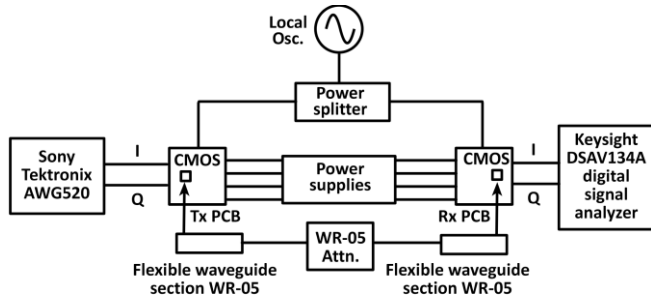 Local
Osc.
Power
splitter
Sony
Tektronix
AWG520
I
Q
CMOS
Tx PCB
Power
supplies
CMOS
Rx PCB
I
Q
Keysight
DSAV134A
digital
signal
analyzer
WR-05
Attn.
Flexible waveguide
section WR-05
Flexible waveguide
section WR-05